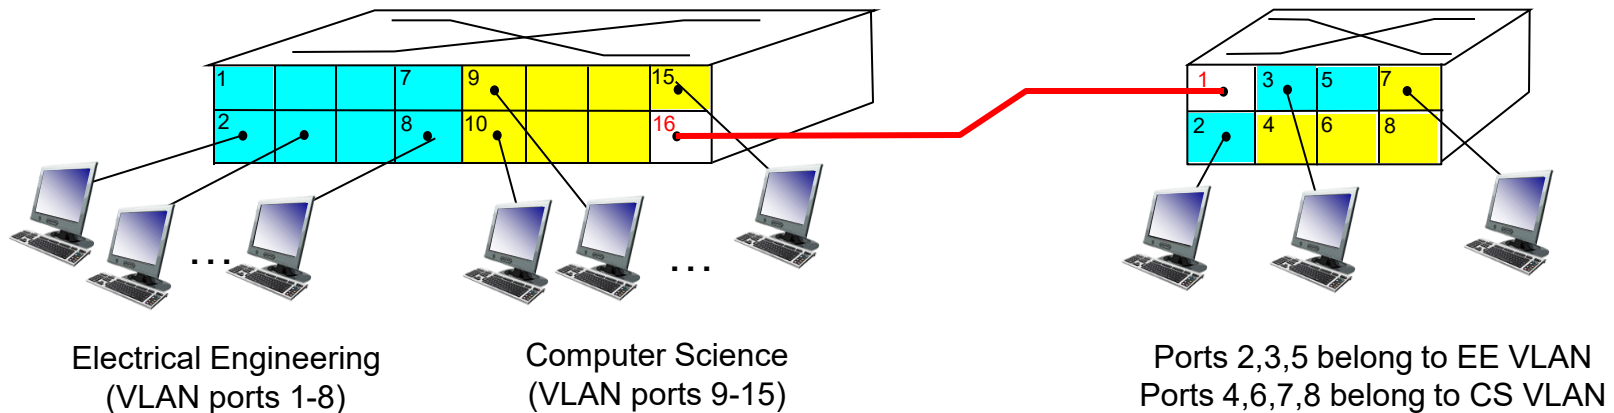 1 7 9 15
2 8 10 16
1 3 5 7
2 4 6 8
... ...
Electrical Engineering
(VLAN ports 1-8)
Computer Science
(VLAN ports 9-15)
Ports 2,3,5 belong to EE VLAN
Ports 4,6,7,8 belong to CS VLAN